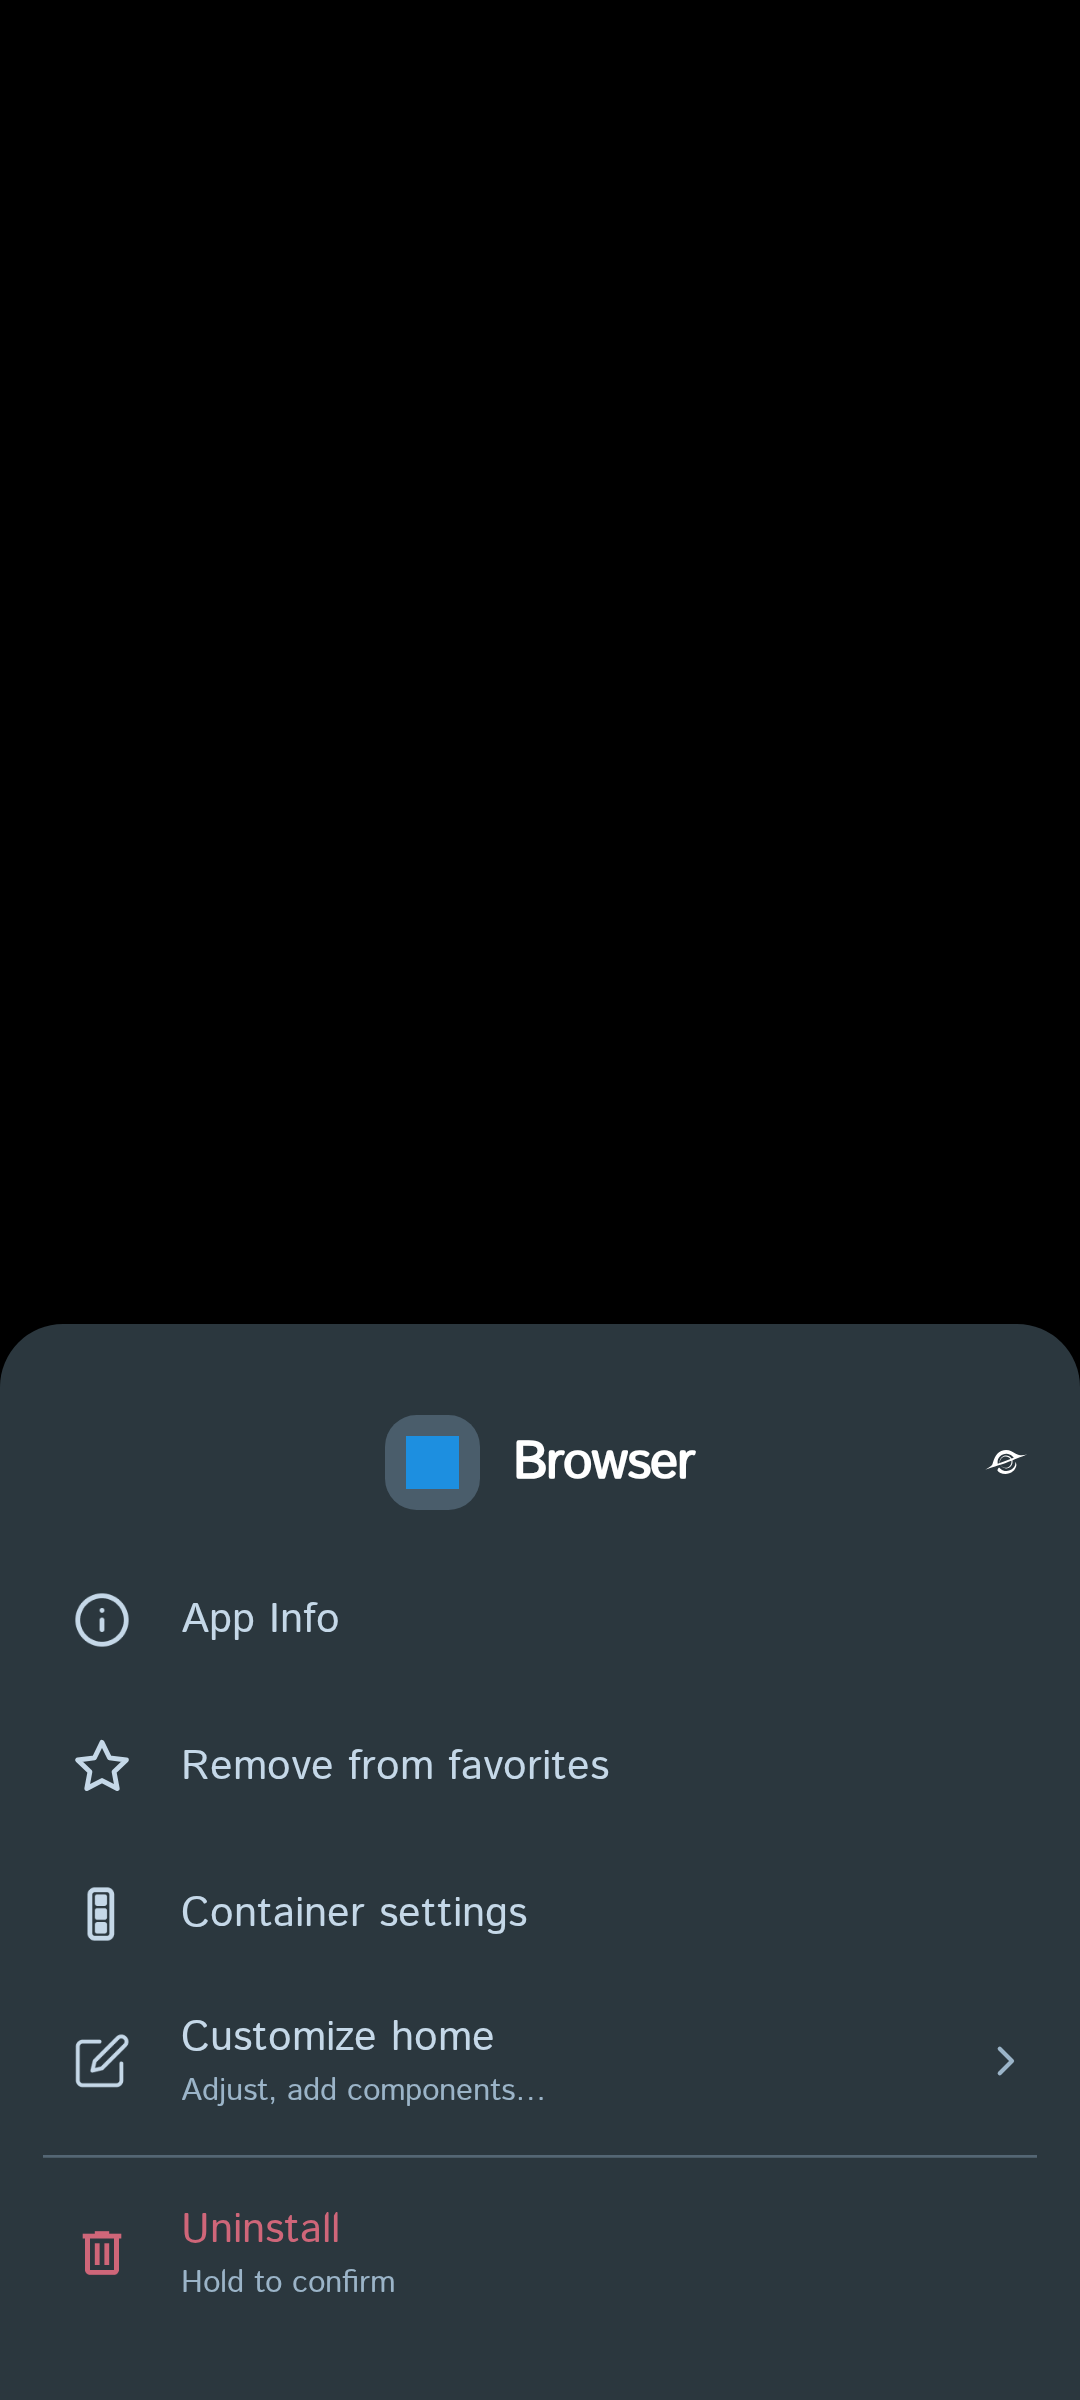 Browser
App Info
Remove from favorites
Container settings
Customize home
Adjust, add components...
Uninstall
Hold to confirm